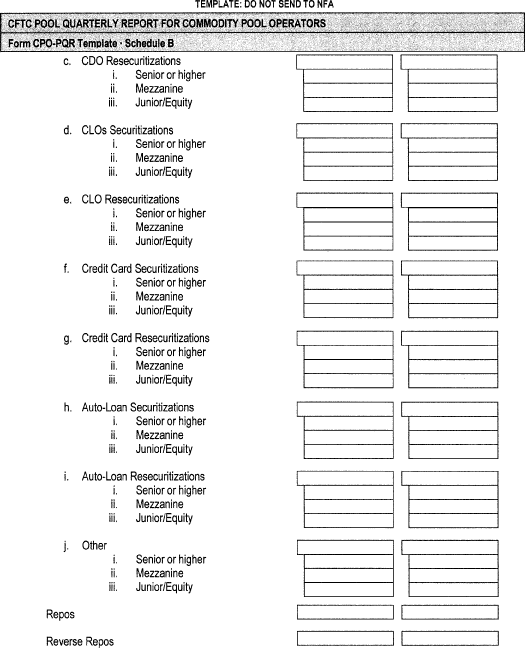 TEMPLATE: DO NOT SEND TO NFA
CFTC POOL QUARTERLY REPORT FOR COMMODITY POOL OPERATORS
Form CPO-PQR Template · Schedule B
c. CDO Resecuritizations
i. Senior or higher
ii. Mezzanine
iii. Junior/Equity
d. CLOs Securitizations
i. Senior or higher
ii. Mezzanine
iii. Junior/Equity
e. CLO Resecuritizations
i. Senior or higher
ii. Mezzanine
iii. Junior/Equity
f. Credit Card Securitizations
i. Senior or higher
ii. Mezzanine
iii. Junior/Equity
g. Credit Card Resecuritizations
i. Senior or higher
ii. Mezzanine
iii. Junior/Equity
h. Auto-Loan Securitizations
i. Senior or higher
ii. Mezzanine
iii. Junior/Equity
i. Auto-Loan Resecuritizations
i. Senior or higher
ii. Mezzanine
iii. Junior/Equity
j. Other
i. Senior or higher
ii. Mezzanine
iii. Junior/Equity
Repos
Reverse Repos